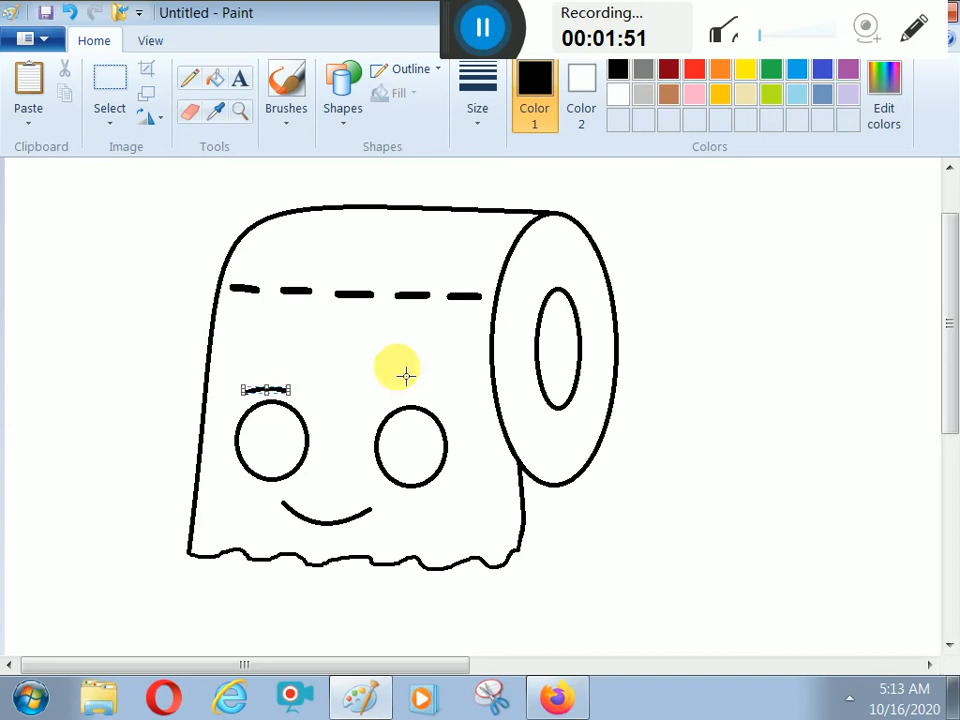 Untitled - Paint
Recording...
00:01:51
Home
View
Paste
Clipboard
Select
Image
A
Tools
Brushes
Shapes
Outline
Fill
Shapes
Size
Color
1
Color
2
Edit
colors
Colors
5:13 AM
10/16/2020